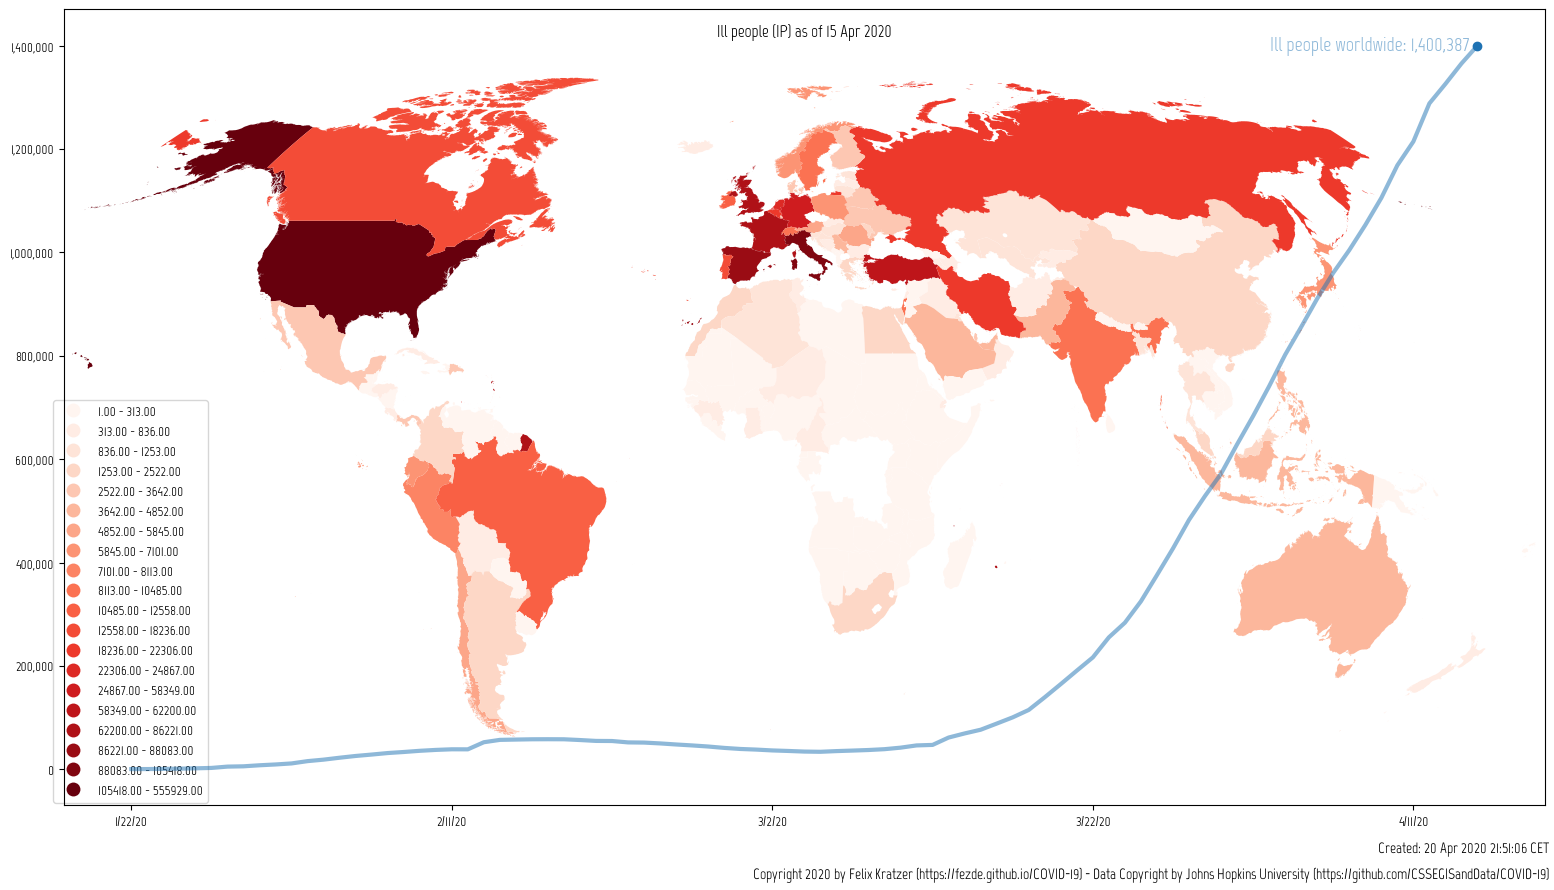 Ill people (IP) as of 15 Apr 2020
Ill people worldwide: 1,400,387
1,400,000
1,200,000
1,000,000
800,000
600,000
400,000
200,000
0
1.00 - 313.00
313.00 - 836.00
836.00 - 1253.00
1253.00 - 2522.00
2522.00 - 3642.00
3642.00 - 4852.00
4852.00 - 5845.00
5845.00 - 7101.00
7101.00 - 8113.00
8113.00 - 10485.00
10485.00 - 12558.00
12558.00 - 18236.00
18236.00 - 22306.00
22306.00 - 24867.00
24867.00 - 58349.00
58349.00 - 62200.00
62200.00 - 86221.00
86221.00 - 88083.00
88083.00 - 105418.00
105418.00 - 555929.00
1/22/20 2/11/20 3/2/20 3/22/20 4/11/20
Created: 20 Apr 2020 21:51:06 CET
Copyright 2020 by Felix Kratzer (https://fezde.github.io/COVID-19) - Data Copyright by Johns Hopkins University (https://github.com/CSSEGISandData/COVID-19)